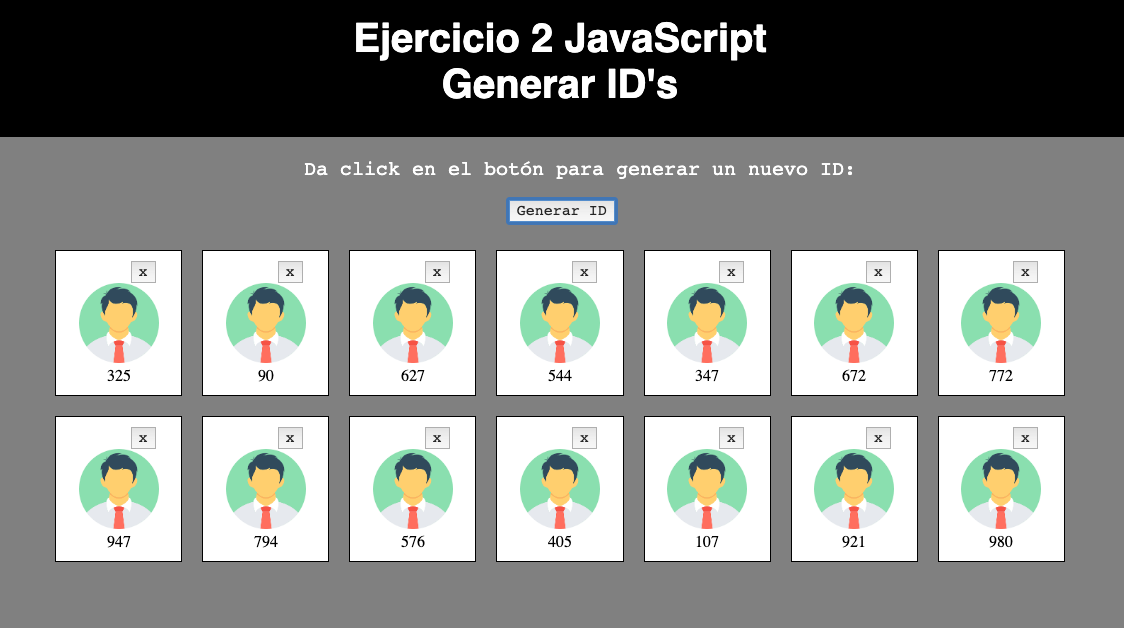 Ejercicio 2 JavaScript
Generar ID's
Da click en el botón para generar un nuevo ID:
Generar ID
x x x x x x x
325 90 627 544 347 672 772
x x x x x x x
947 794 576 405 107 921 980